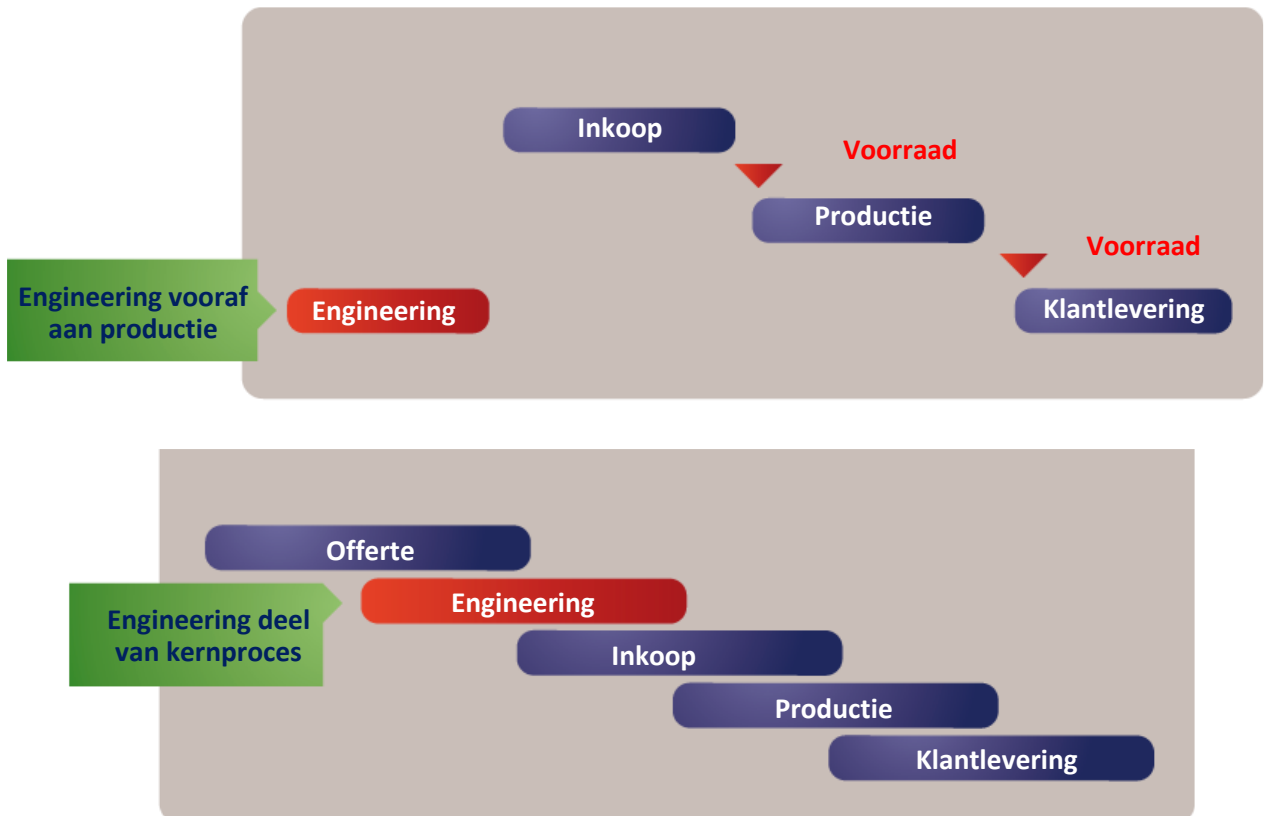 Inkoop
Voorraad
Productie
Voorraad
Engineering vooraf
aan productie
Engineering
Klantlevering
Offerte
Engineering deel
van kernproces
Engineering
Inkoop
Productie
Klantlevering